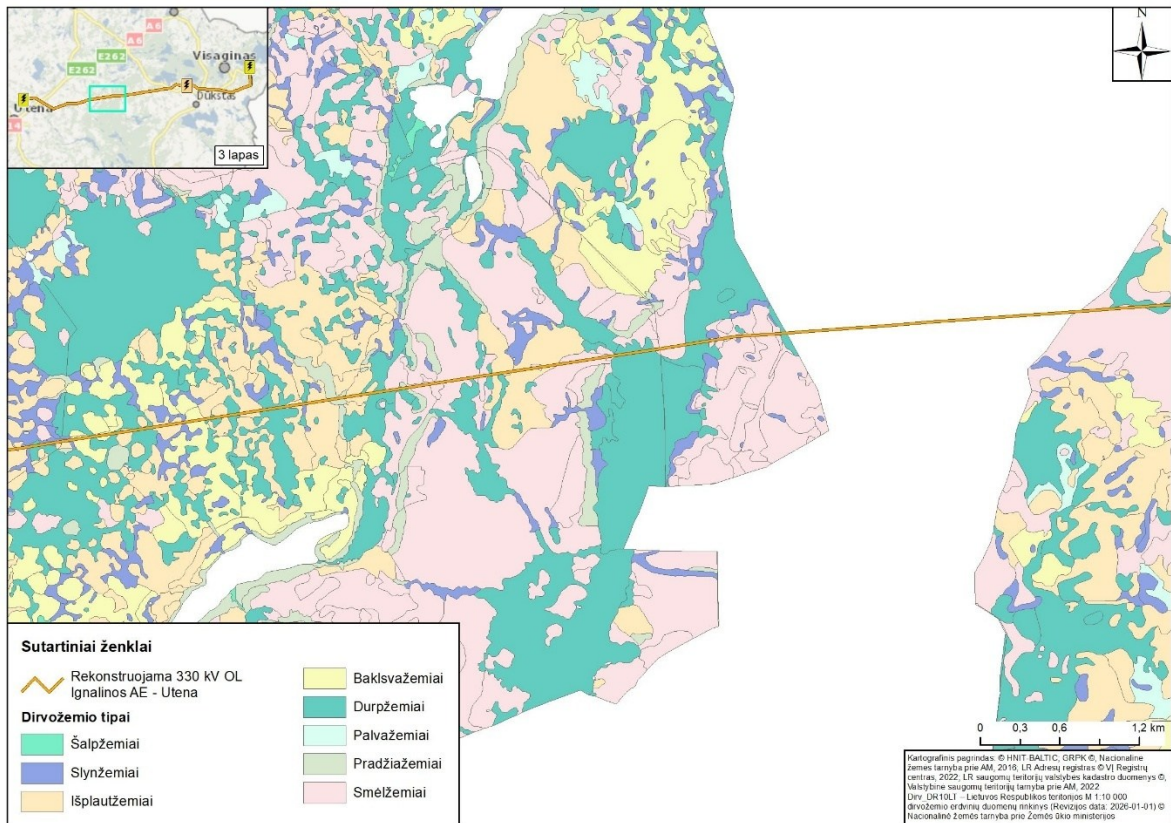 A6
A6
E262
E262
Visaginas
Dūkštas
Utena
3 lapas
N
Sutartiniai ženklai
Rekonstruojama 330 kV OL
Ignalinos AE - Utena
Dirvožemio tipai
Šalpžemiai
Slynžemiai
Išplautžemiai
Baklsvažemiai
Durpžemiai
Palvažemiai
Pradžiažemiai
Smėlžemiai
0 0,3 0,6 1,2 km
Kartografinis pagrindas: © HNIT-BALTIC, GRPK ©, Nacionalinė
žemės tarnyba prie AM, 2016; LR Adresų registras © VĮ Registrų
centras, 2022; LR saugomų teritorijų valstybės kadastro duomenys ©,
Valstybinė saugomų teritorijų tarnyba prie AM, 2022
Dirv_DR10LT – Lietuvos Respublikos teritorijos M 1:10 000
dirvožemio erdvinių duomenų rinkinys (Revizijos data: 2026-01-01) ©
Nacionalinė žemės tarnyba prie Žemės ūkio ministerijos